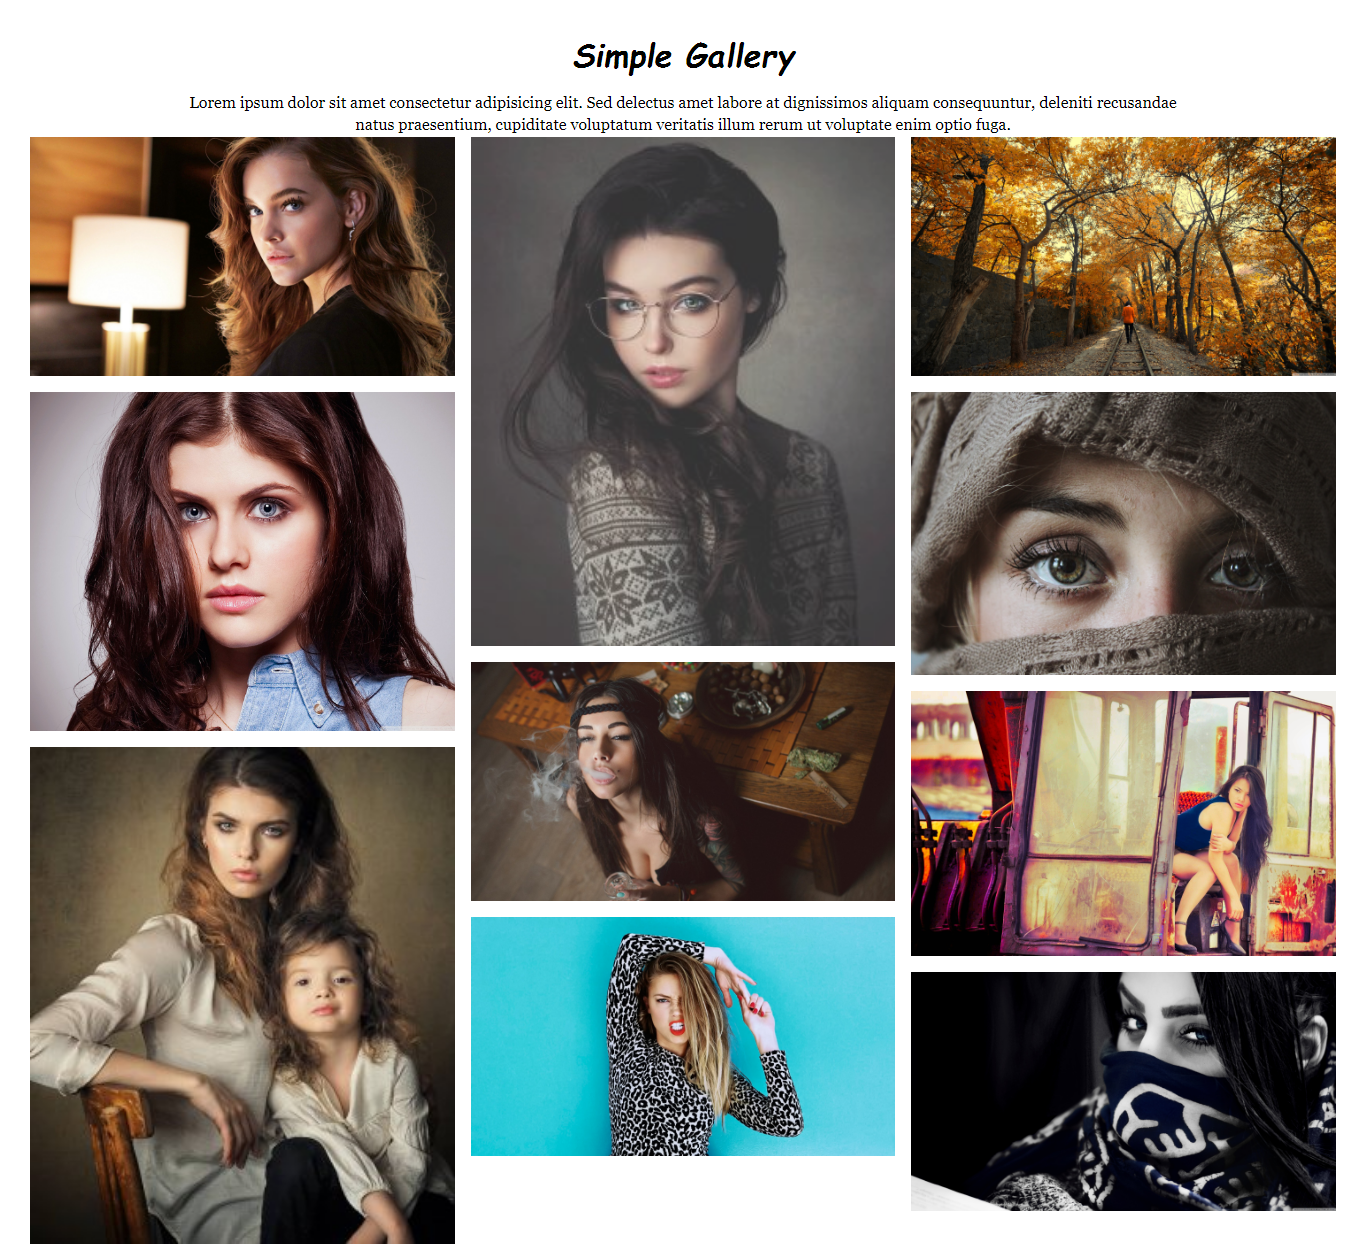 Simple Gallery
Lorem ipsum dolor sit amet consectetur adipisicing elit. Sed delectus amet labore at dignissimos aliquam consequuntur, deleniti recusandae
natus praesentium, cupiditate voluptatum veritatis illum rerum ut voluptate enim optio fuga.